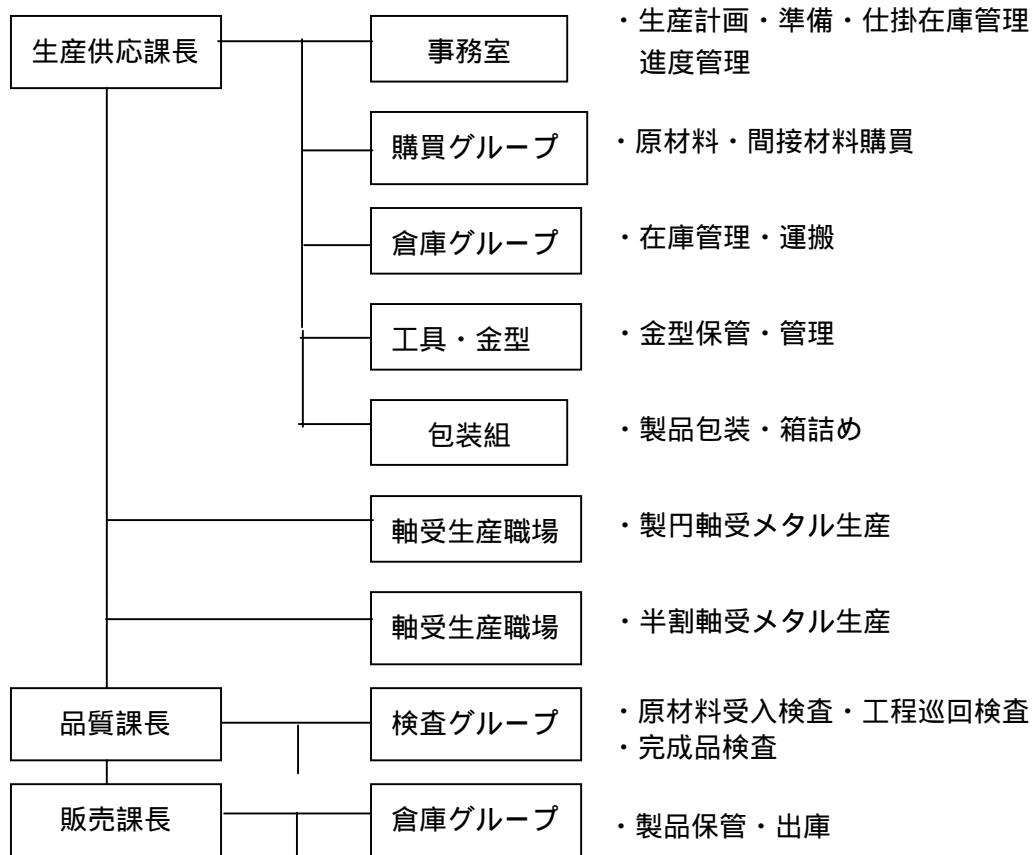 生産供応課長
事務室
・生産計画・準備・仕掛在庫管理
進度管理
購買グループ
・原材料・間接材料購買
倉庫グループ
・在庫管理・運搬
工具・金型
・金型保管・管理
包装組
・製品包装・箱詰め
軸受生産職場
・製円軸受メタル生産
軸受生産職場
・半割軸受メタル生産
品質課長
検査グループ
・原材料受入検査・工程巡回検査
・完成品検査
販売課長
倉庫グループ
・製品保管・出庫